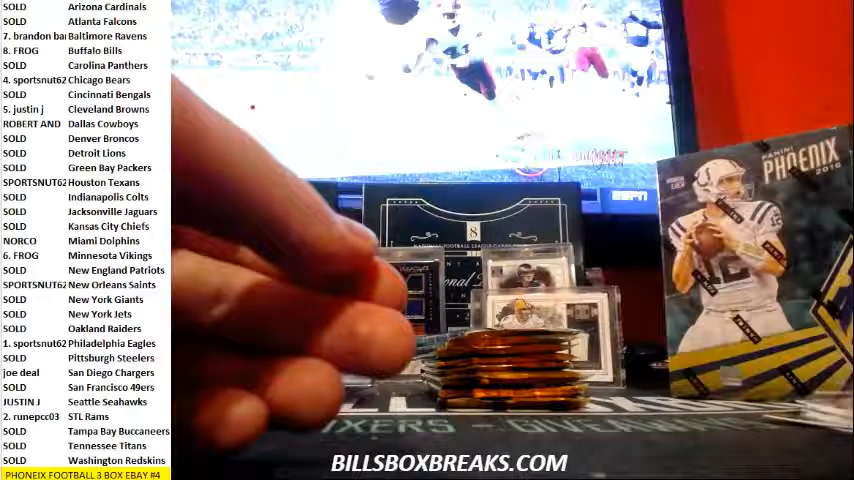 SOLD Arizona Cardinals
SOLD Atlanta Falcons
7. brandon bar Baltimore Ravens
8. FROG Buffalo Bills
SOLD Carolina Panthers
4. sportsnut62 Chicago Bears
SOLD Cincinnati Bengals
5. justin j Cleveland Browns
ROBERT AND Dallas Cowboys
SOLD Denver Broncos
SOLD Detroit Lions
SOLD Green Bay Packers
SPORTSNUT62 Houston Texans
SOLD Indianapolis Colts
SOLD Jacksonville Jaguars
SOLD Kansas City Chiefs
NORCO Miami Dolphins
6. FROG Minnesota Vikings
SOLD New England Patriots
SPORTSNUT62 New Orleans Saints
SOLD New York Giants
SOLD New York Jets
SOLD Oakland Raiders
1. sportsnut62 Philadelphia Eagles
SOLD Pittsburgh Steelers
joe deal San Diego Chargers
SOLD San Francisco 49ers
JUSTIN J Seattle Seahawks
2. runepcc03 STL Rams
SOLD Tampa Bay Buccaneers
SOLD Tennessee Titans
SOLD Washington Redskins
PHONEIX FOOTBALL 3 BOX EBAY #4
ESPN
PANINI
PHOENIX
2016
8
GIVEAWAY
BILLSBOXBREAKS.COM